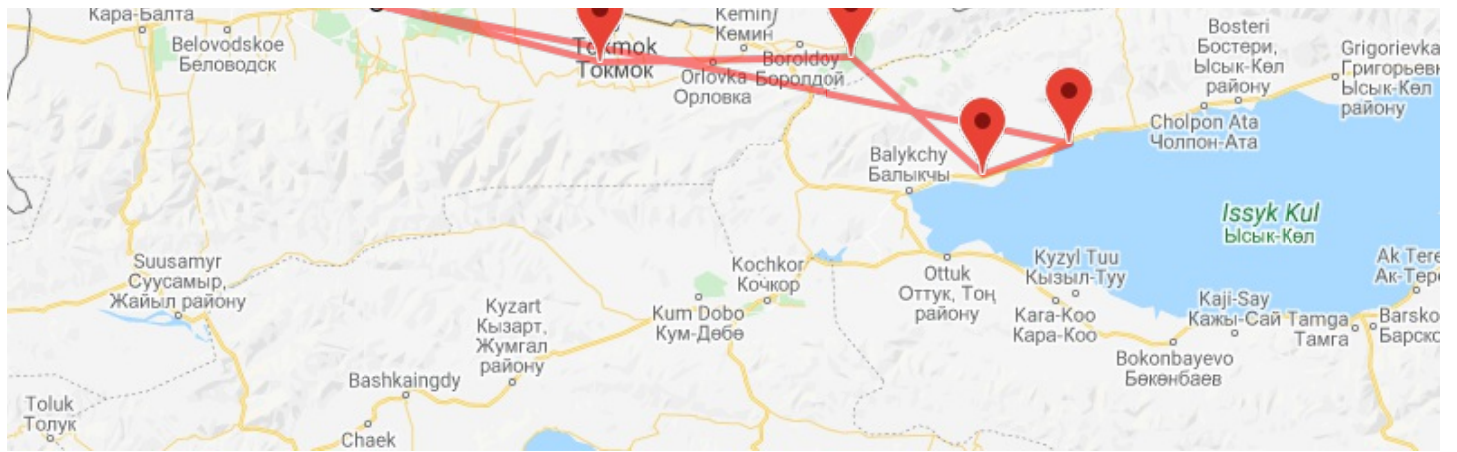 Кара-Балта
Belovodskoe
Беловодск
Tokmok
Токмок
Kemin
Кемин
Orlovka
Орловка
Boroldoy
Боролдой
Bosteri
Бостери,
Ысык-Көл
району
Grigorievka
Григорьевк
Ысык-Көл
району
Cholpon Ata
Чолпон-Ата
Balykchy
Балыкчы
Issyk Kul
Ысык-Көл
Suusamyr
Суусамыр,
Жайыл району
Kochkor
Кочкор
Ottuk
Оттук, Тоң
району
Kyzyl Tuu
Кызыл-Туу
Ak Tere
Ак-Тер
Kyzart
Кызарт,
Жумгал
району
Kum Dobo
Кум-Дөбө
Kara-Koo
Кара-Коо
Kaji-Say
Кажы-Сай
Tamga
Тамга
Barsko
Барско
Bokonbayevo
Бөкөнбаев
Bashkaingdy
Toluk
Толук
Chaek